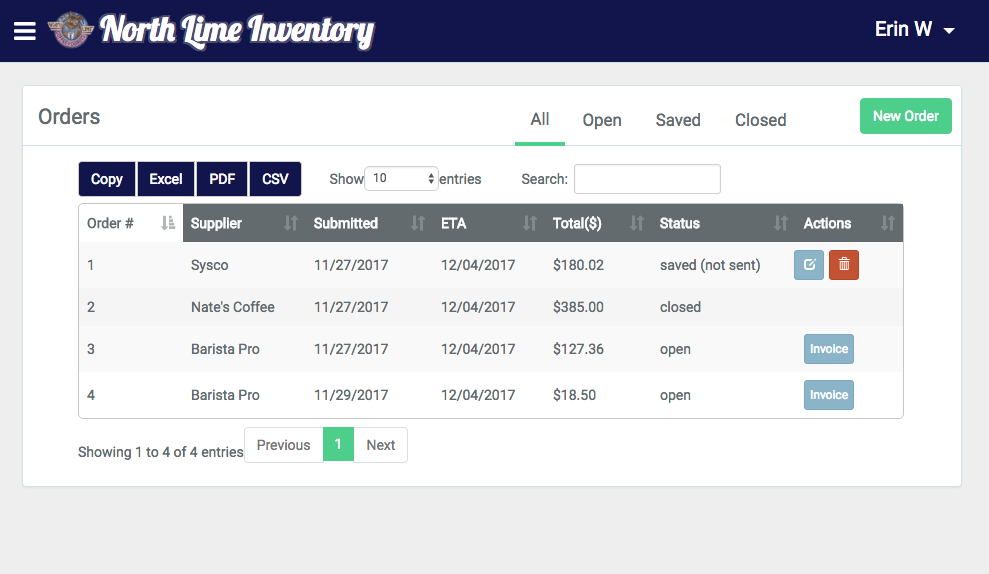 North Lime Inventory Erin W
Orders All Open Saved Closed New Order
Copy Excel PDF CSV Show 10 entries Search:
Order # Supplier Submitted ETA Total($) Status Actions
1 Sysco 11/27/2017 12/04/2017 $180.02 saved (not sent)
2 Nate's Coffee 11/27/2017 12/04/2017 $385.00 closed
3 Barista Pro 11/27/2017 12/04/2017 $127.36 open Invoice
4 Barista Pro 11/29/2017 12/04/2017 $18.50 open Invoice
Showing 1 to 4 of 4 entries Previous 1 Next